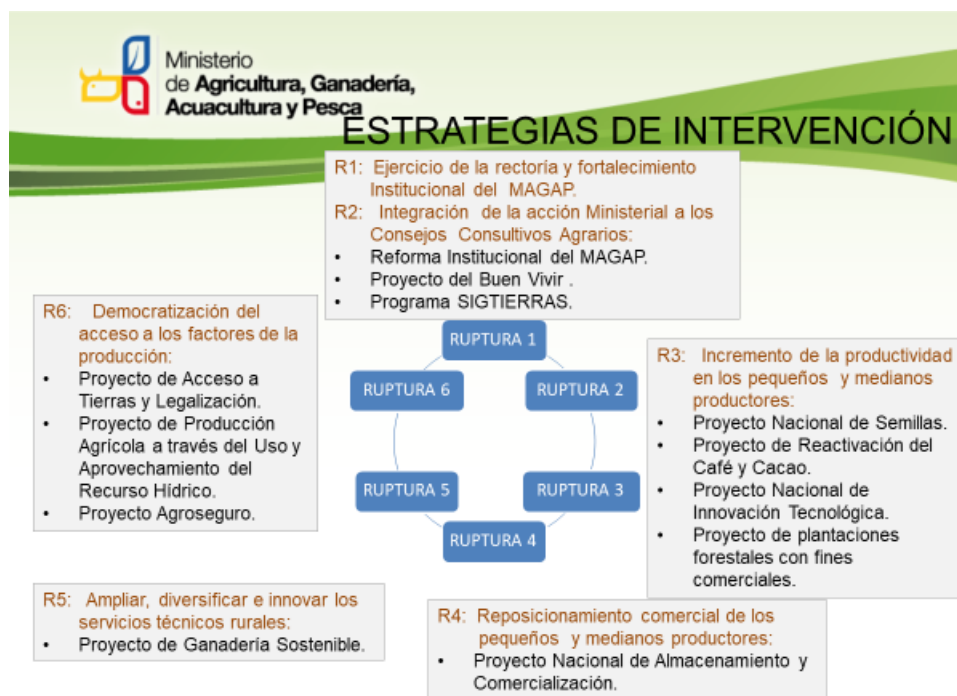 Ministerio
de Agricultura, Ganadería,
Acuacultura y Pesca
ESTRATEGIAS DE INTERVENCIÓN
R1: Ejercicio de la rectoría y fortalecimiento
Institucional del MAGAP.
R2: Integración de la acción Ministerial a los
Consejos Consultivos Agrarios:
• Reforma Institucional del MAGAP.
• Proyecto del Buen Vivir .
• Programa SIGTIERRAS.
R6: Democratización del
acceso a los factores de la
producción:
• Proyecto de Acceso a
Tierras y Legalización.
• Proyecto de Producción
Agrícola a través del Uso y
Aprovechamiento del
Recurso Hídrico.
• Proyecto Agroseguro.
RUPTURA 1
RUPTURA 6
RUPTURA 2
RUPTURA 5
RUPTURA 3
RUPTURA 4
R3: Incremento de la productividad
en los pequeños y medianos
productores:
• Proyecto Nacional de Semillas.
• Proyecto de Reactivación del
Café y Cacao.
• Proyecto Nacional de
Innovación Tecnológica.
• Proyecto de plantaciones
forestales con fines
comerciales.
R5: Ampliar, diversificar e innovar los
servicios técnicos rurales:
• Proyecto de Ganadería Sostenible.
R4: Reposicionamiento comercial de los
pequeños y medianos productores:
• Proyecto Nacional de Almacenamiento y
Comercialización.